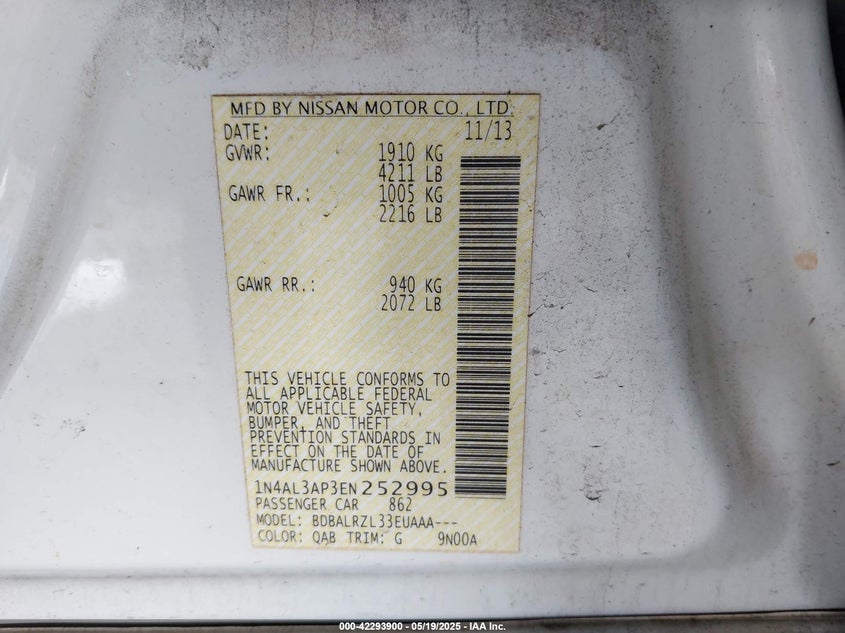 MFD BY NISSAN MOTOR CO., LTD.
DATE: 11/13
GVWR: 1910 KG
4211 LB
GAWR FR.: 1005 KG
2216 LB
GAWR RR.: 940 KG
2072 LB
THIS VEHICLE CONFORMS TO
ALL APPLICABLE FEDERAL
MOTOR VEHICLE SAFETY,
BUMPER, AND THEFT
PREVENTION STANDARDS IN
EFFECT ON THE DATE OF
MANUFACTURE SHOWN ABOVE.
1N4AL3AP3EN252995
PASSENGER CAR 862
MODEL: BDBALRZL33EUAAA---
COLOR: QAB TRIM: G 9N00A
000-42293900 - 05/19/2025 - IAA Inc.